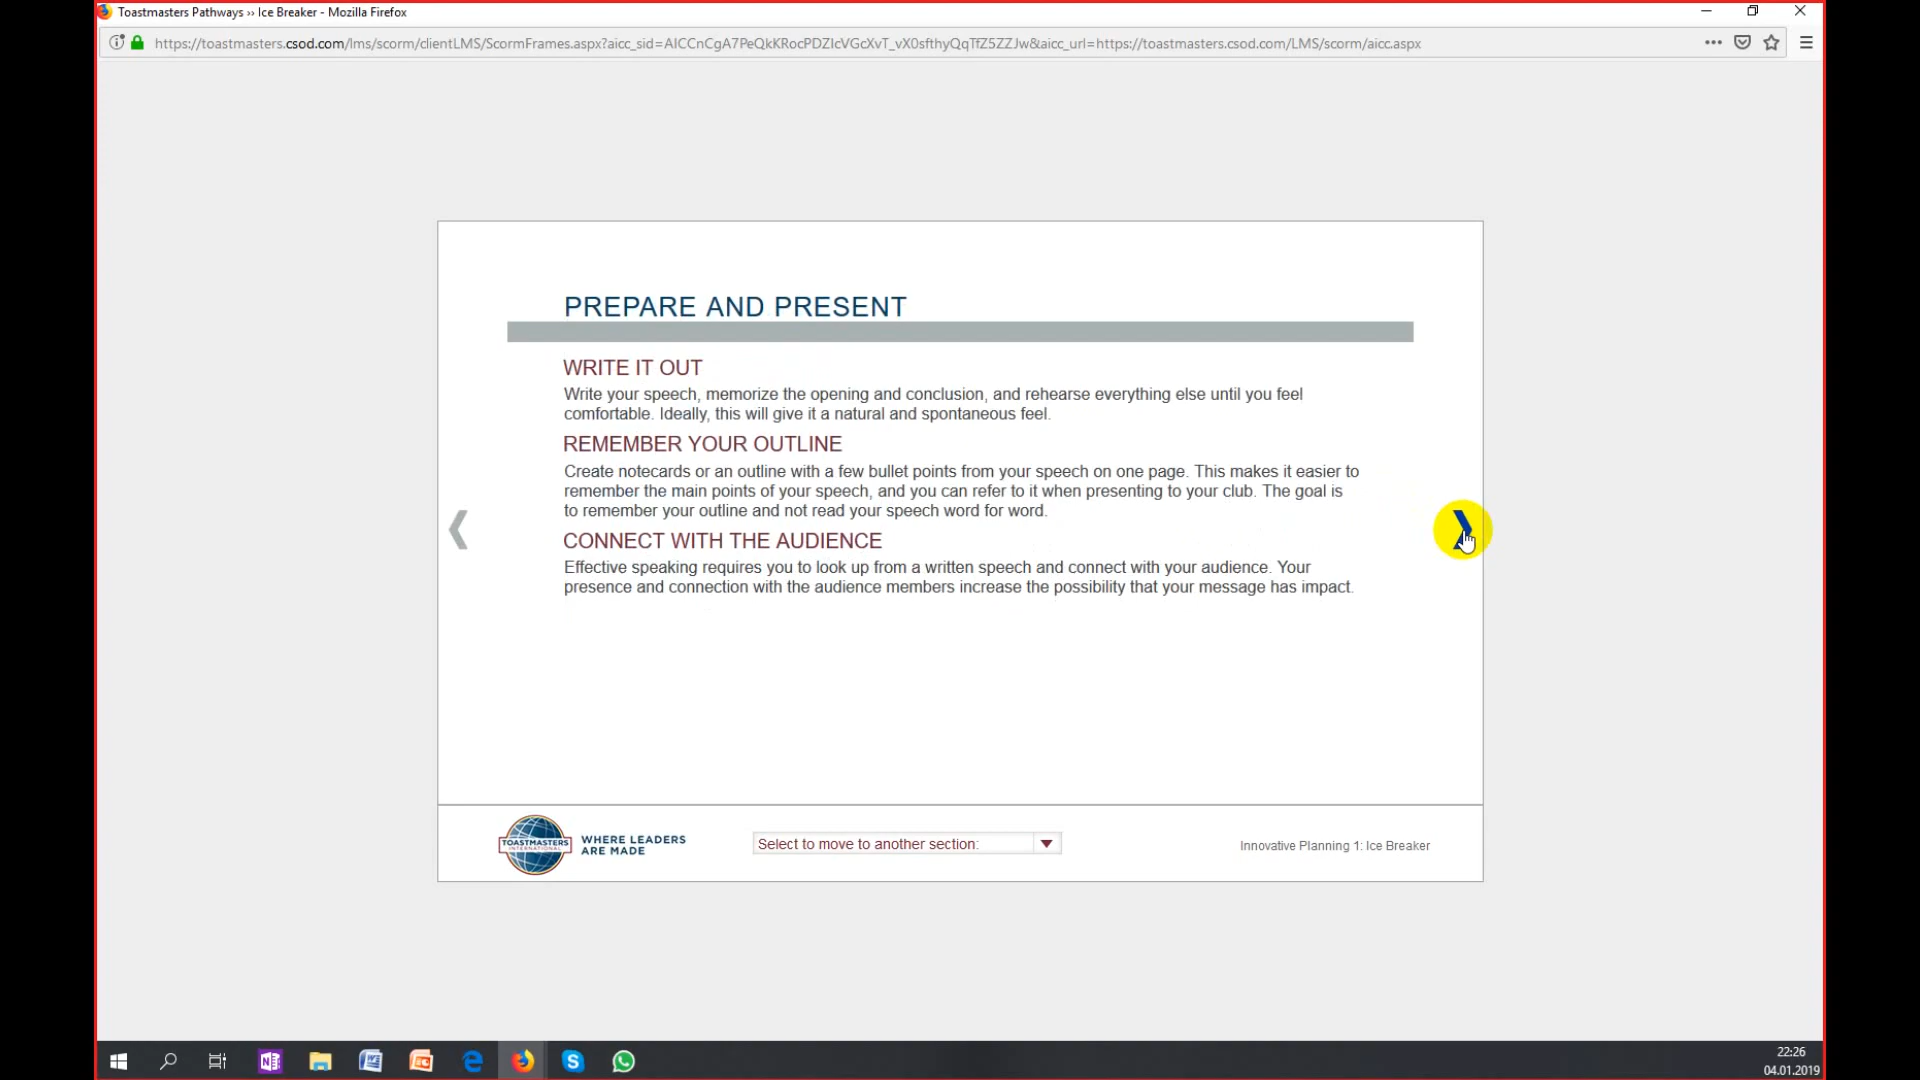 Toastmasters Pathways ›› Ice Breaker - Mozilla Firefox
https://toastmasters.csod.com/lms/scorm/clientLMS/ScormFrames.aspx?aicc_sid=AICCnCgA7PeQkKRocPDZIcVGcXvT_vX0sfthyQqTfZ5ZZJw&aicc_url=https://toastmasters.csod.com/LMS/scorm/aicc.aspx
PREPARE AND PRESENT
WRITE IT OUT
Write your speech, memorize the opening and conclusion, and rehearse everything else until you feel
comfortable. Ideally, this will give it a natural and spontaneous feel.
REMEMBER YOUR OUTLINE
Create notecards or an outline with a few bullet points from your speech on one page. This makes it easier to
remember the main points of your speech, and you can refer to it when presenting to your club. The goal is
to remember your outline and not read your speech word for word.
CONNECT WITH THE AUDIENCE
Effective speaking requires you to look up from a written speech and connect with your audience. Your
presence and connection with the audience members increase the possibility that your message has impact.
TOASTMASTERS
INTERNATIONAL
WHERE LEADERS
ARE MADE
Select to move to another section:
Innovative Planning 1: Ice Breaker
22:26
04.01.2019